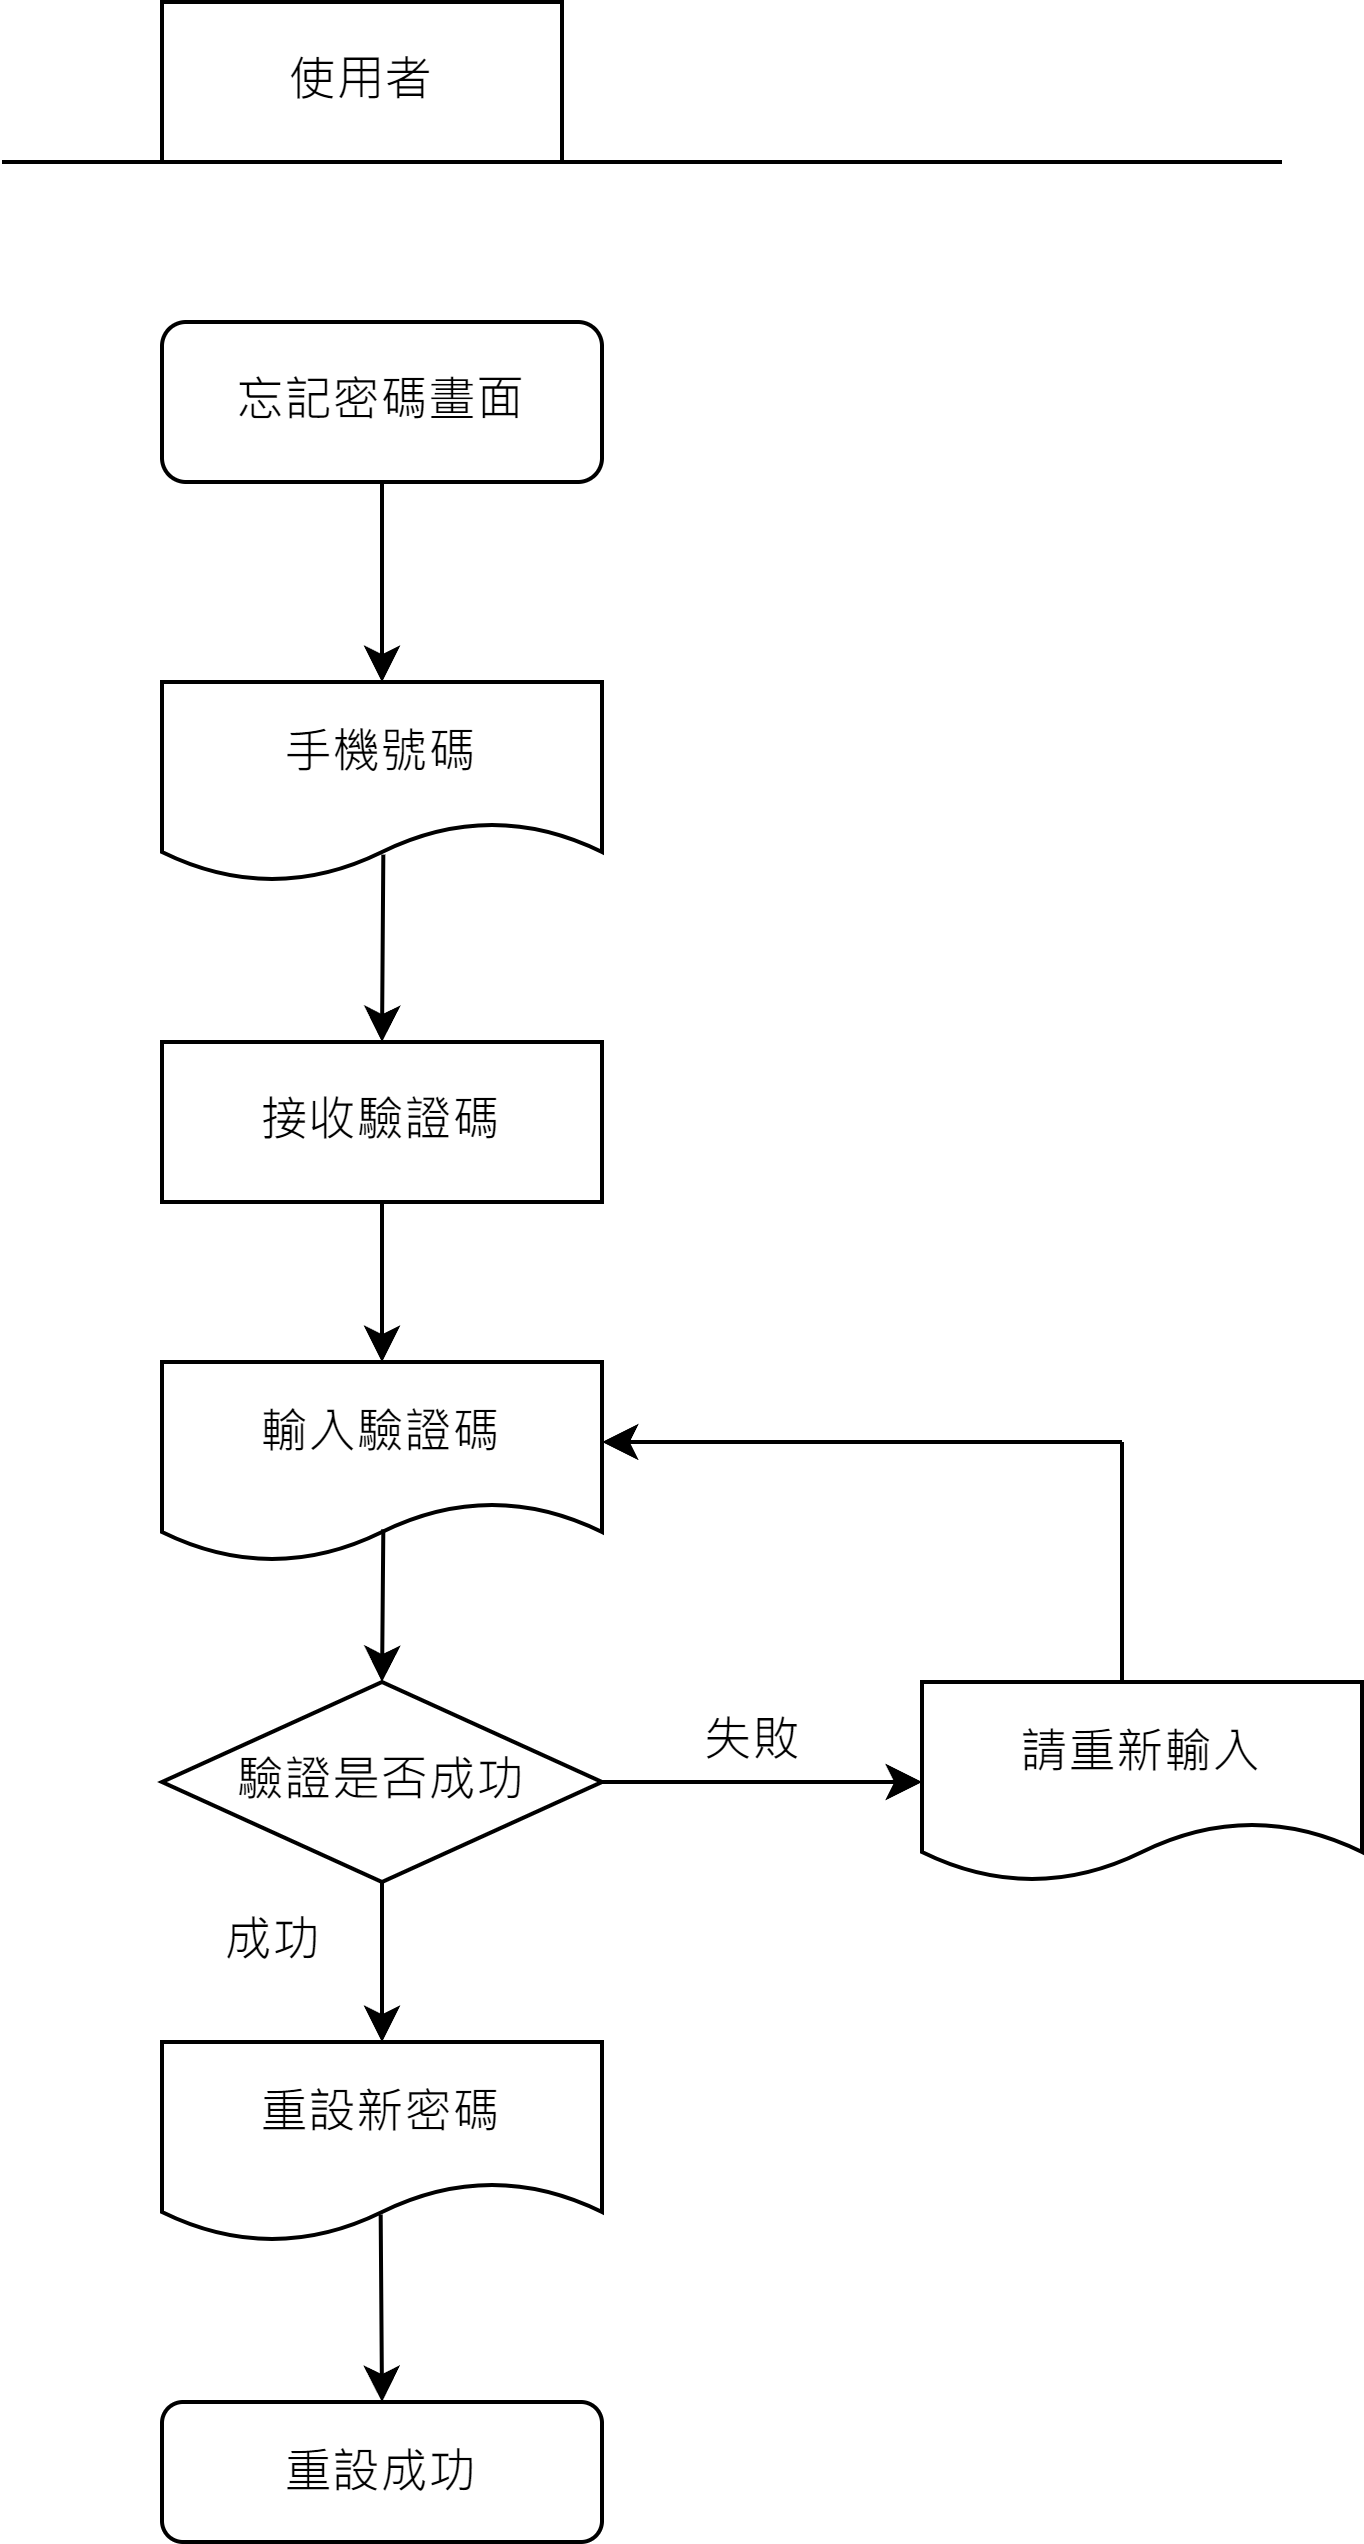 使用者
忘記密碼畫面
手機號碼
接收驗證碼
輸入驗證碼
驗證是否成功
失敗
請重新輸入
成功
重設新密碼
重設成功